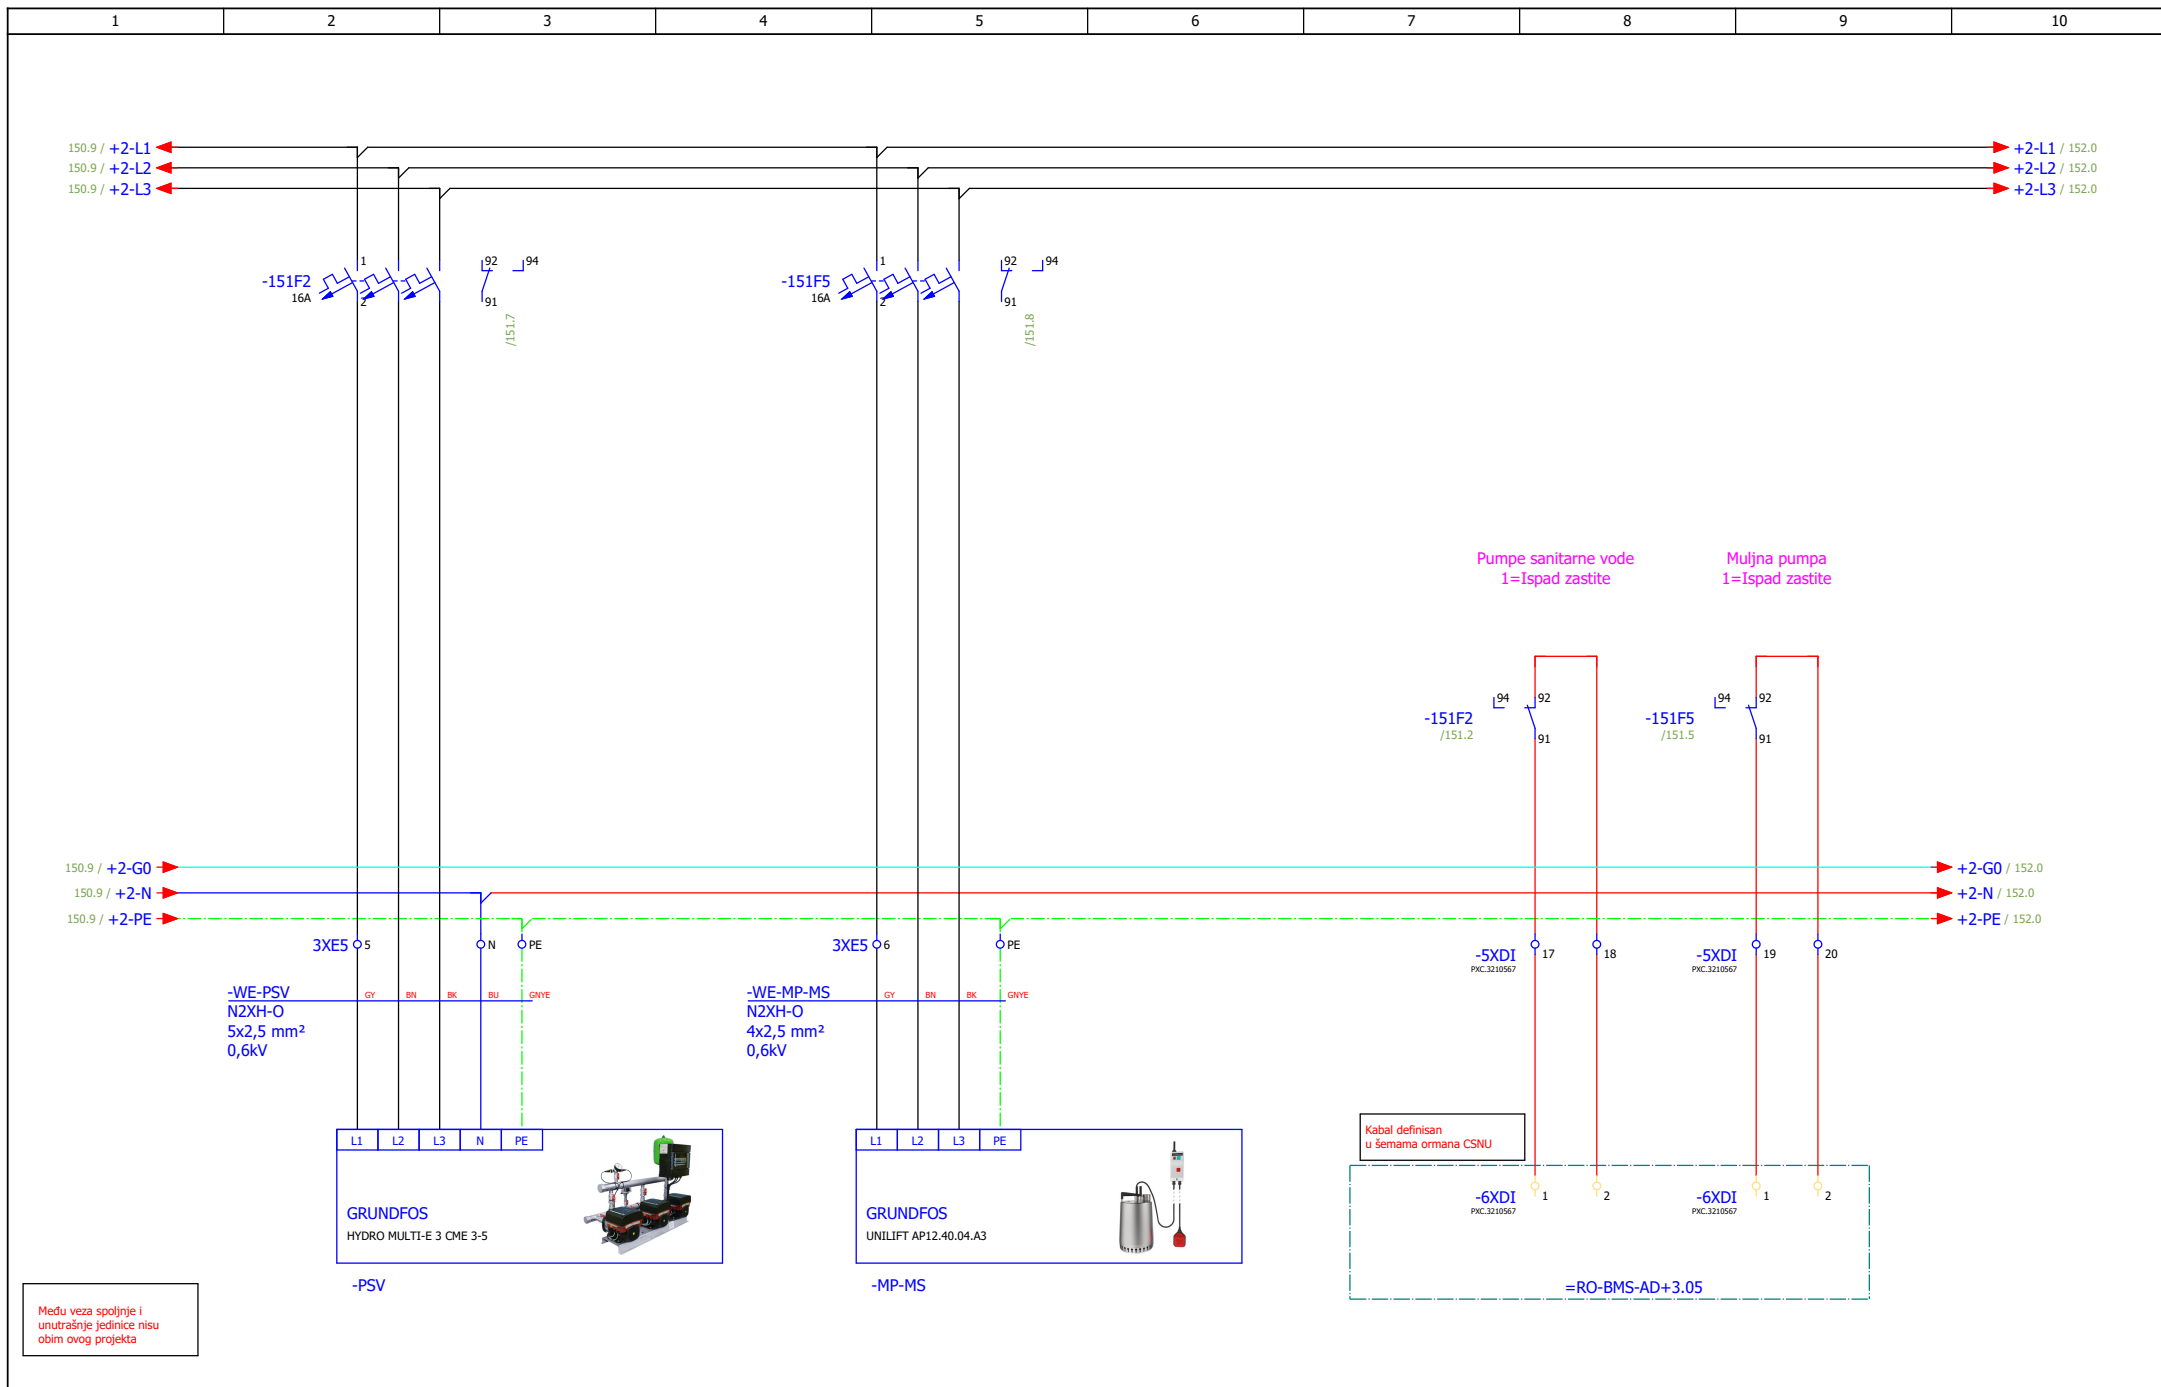 1 2 3 4 5 6 7 8 9 10
150.9 / +2-L1
150.9 / +2-L2
150.9 / +2-L3
+2-L1 / 152.0
+2-L2 / 152.0
+2-L3 / 152.0
-151F2
16A
1
2
92 94
91
/151.7
-151F5
16A
1
2
92 94
91
/151.8
Pumpe sanitarne vode
1=Ispad zastite
Muljna pumpa
1=Ispad zastite
-151F2
/151.2
94 92
91
-151F5
/151.5
94 92
91
150.9 / +2-G0
150.9 / +2-N
150.9 / +2-PE
+2-G0 / 152.0
+2-N / 152.0
+2-PE / 152.0
3XE5 5 N PE
3XE5 6 PE
-5XDI 17 18
PXC.3210567
-5XDI 19 20
PXC.3210567
-WE-PSV GY BN BK BU GNYE
N2XH-O
5x2,5 mm²
0,6kV
-WE-MP-MS GY BN BK GNYE
N2XH-O
4x2,5 mm²
0,6kV
L1 L2 L3 N PE
GRUNDFOS
HYDRO MULTI-E 3 CME 3-5
-PSV
L1 L2 L3 PE
GRUNDFOS
UNILIFT AP12.40.04.A3
-MP-MS
Kabal definisan
u šemama ormana CSNU
-6XDI 1 2
PXC.3210567
-6XDI 1 2
PXC.3210567
=RO-BMS-AD+3.05
Među veza spoljnje i
unutrašnje jedinice nisu
obim ovog projekta